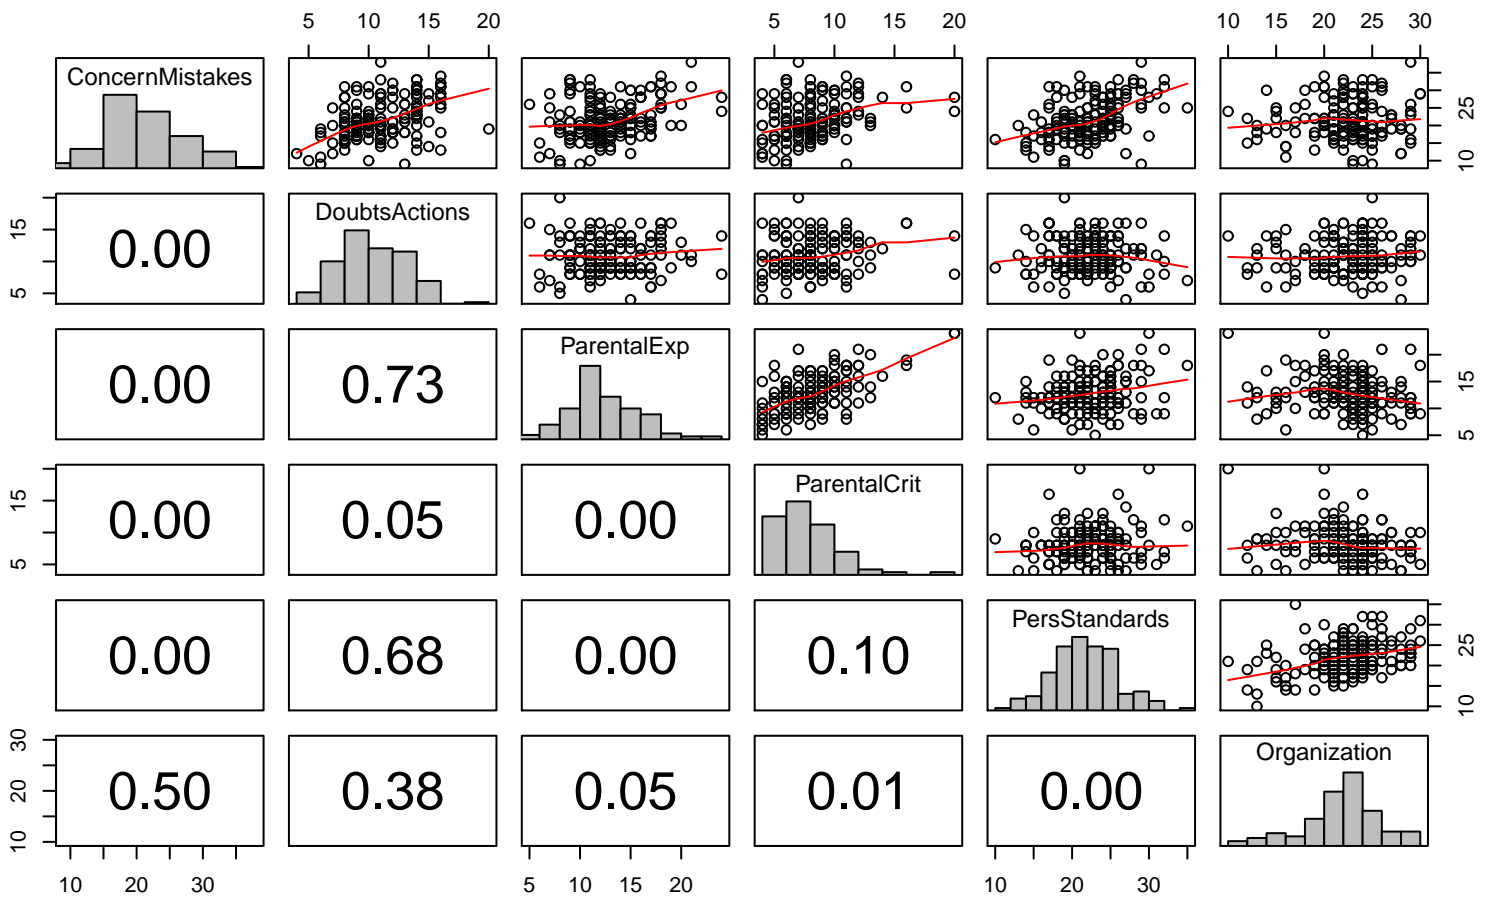 5 10 15 20 5 10 15 20 10 15 20 25 30
ConcernMistakes
10 25
0.00 DoubtsActions
5 15
0.00 0.73 ParentalExp
5 15
0.00 0.05 0.00 ParentalCrit
5 15
0.00 0.68 0.00 0.10 PersStandards
10 25
0.50 0.38 0.05 0.01 0.00 Organization
10 20 30
10 20 30 5 10 15 20 10 20 30